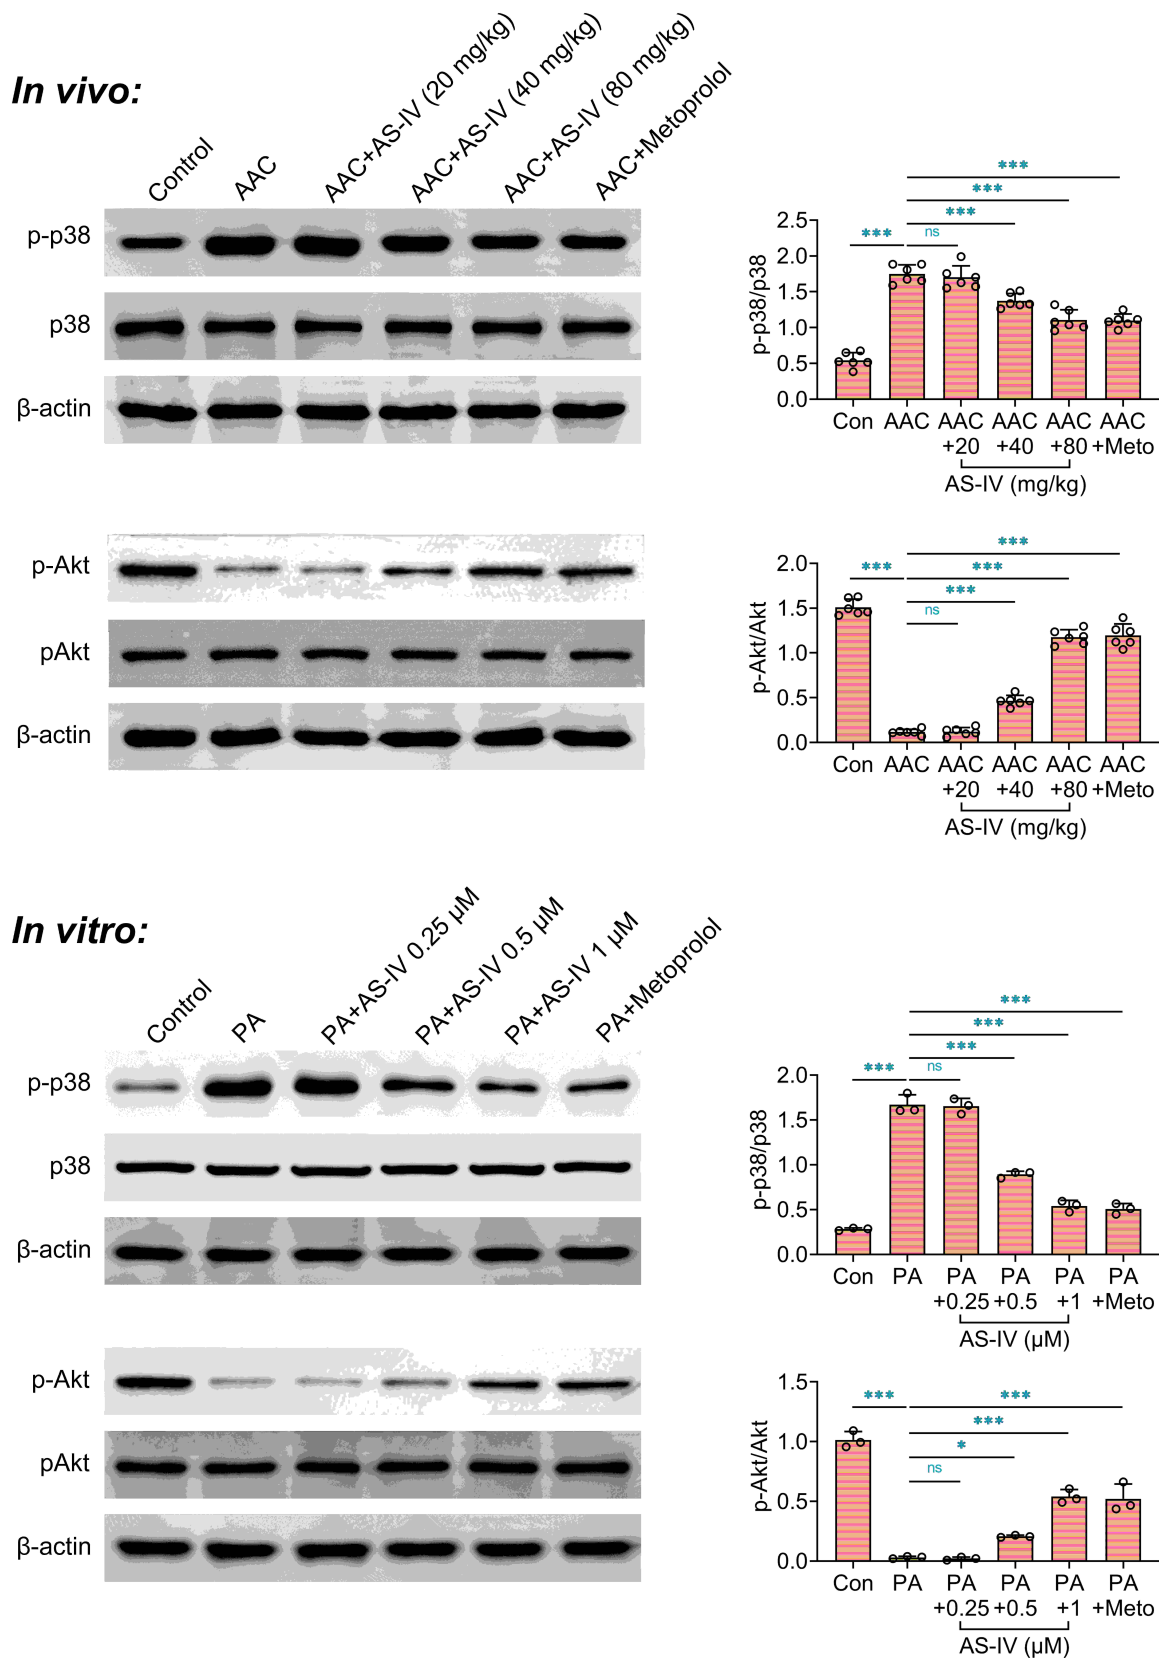 In vivo:
Control
AAC
AAC+AS-IV (20 mg/kg)
AAC+AS-IV (40 mg/kg)
AAC+AS-IV (80 mg/kg)
AAC+Metoprolol
p-p38
p38
β-actin
p-p38/p38
2.5
2.0
1.5
1.0
0.5
0.0
***
ns
***
***
***
Con AAC AAC AAC AAC AAC
+20 +40 +80 +Meto
AS-IV (mg/kg)
p-Akt
pAkt
β-actin
p-Akt/Akt
2.0
1.5
1.0
0.5
0.0
***
ns
***
***
***
Con AAC AAC AAC AAC AAC
+20 +40 +80 +Meto
AS-IV (mg/kg)
In vitro:
Control
PA
PA+AS-IV 0.25 μM
PA+AS-IV 0.5 μM
PA+AS-IV 1 μM
PA+Metoprolol
p-p38
p38
β-actin
p-p38/p38
2.0
1.5
1.0
0.5
0.0
***
ns
***
***
***
Con PA PA PA PA PA
+0.25 +0.5 +1 +Meto
AS-IV (μM)
p-Akt
pAkt
β-actin
p-Akt/Akt
1.5
1.0
0.5
0.0
***
ns
*
***
***
Con PA PA PA PA PA
+0.25 +0.5 +1 +Meto
AS-IV (μM)